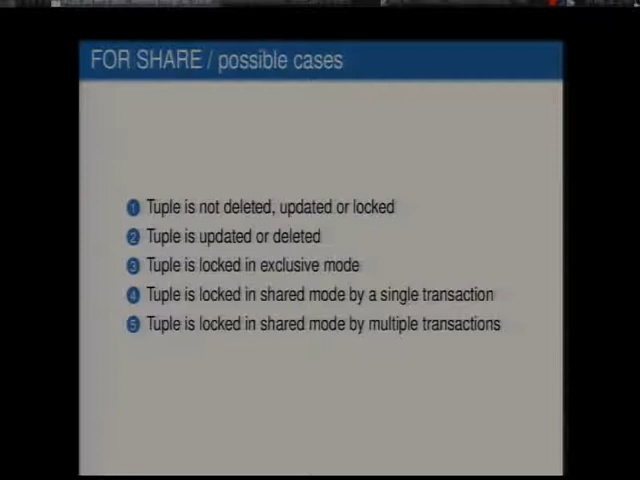 FOR SHARE / possible cases
1 Tuple is not deleted, updated or locked
2 Tuple is updated or deleted
3 Tuple is locked in exclusive mode
4 Tuple is locked in shared mode by a single transaction
5 Tuple is locked in shared mode by multiple transactions